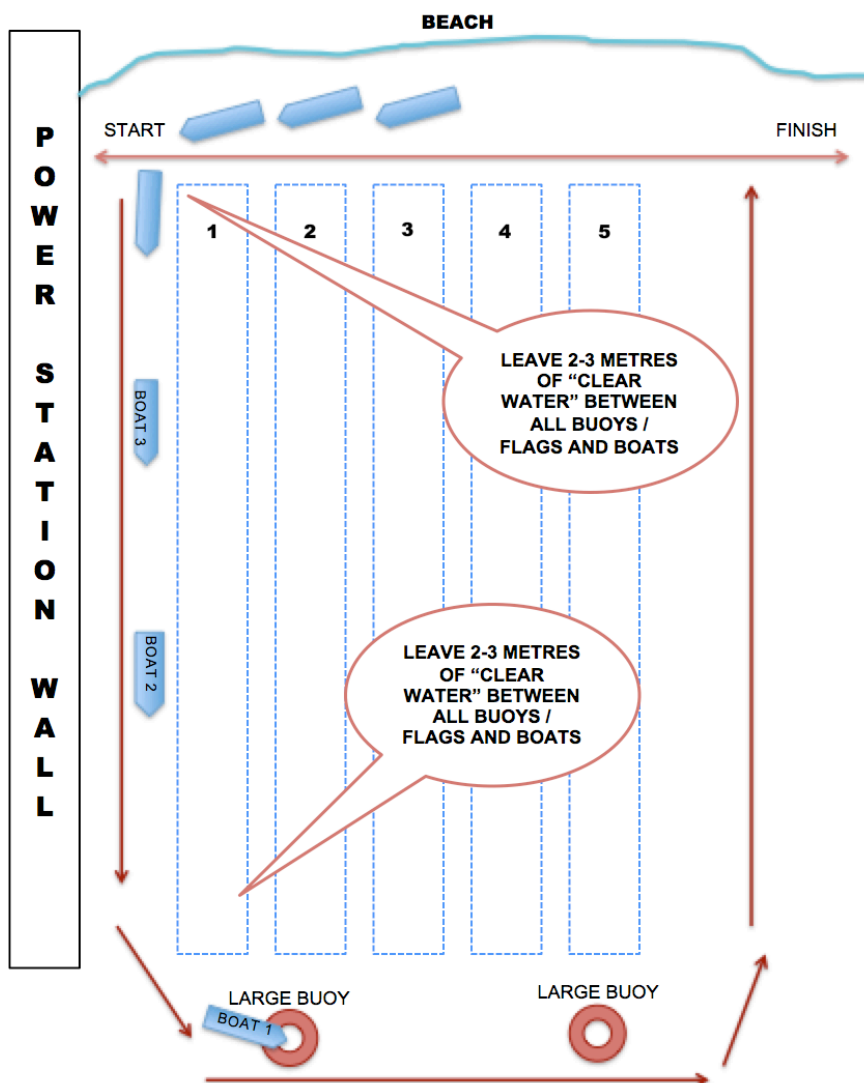 BEACH
START
FINISH
POWER STATION WALL
1
2
3
4
5
LEAVE 2-3 METRES
OF “CLEAR
WATER” BETWEEN
ALL BUOYS /
FLAGS AND BOATS
BOAT 3
BOAT 2
LEAVE 2-3 METRES
OF “CLEAR
WATER” BETWEEN
ALL BUOYS /
FLAGS AND BOATS
LARGE BUOY
LARGE BUOY
BOAT 1